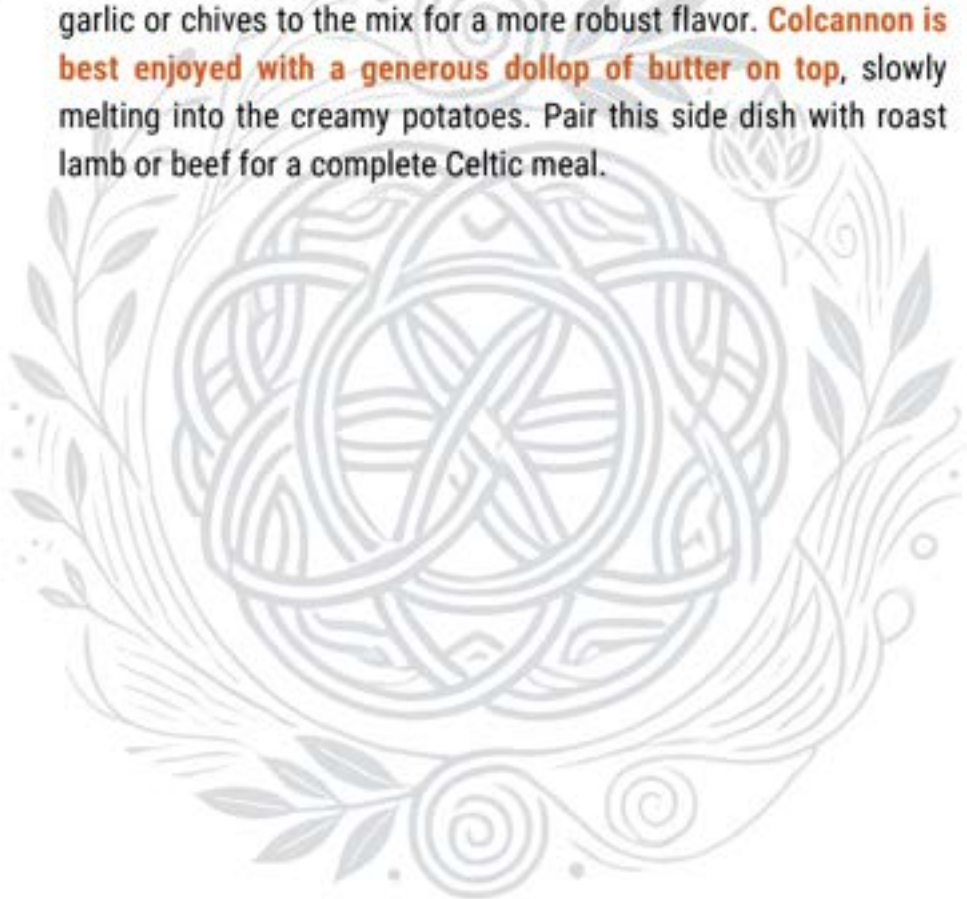 garlic or chives to the mix for a more robust flavor. Colcannon is
best enjoyed with a generous dollop of butter on top, slowly
melting into the creamy potatoes. Pair this side dish with roast
lamb or beef for a complete Celtic meal.